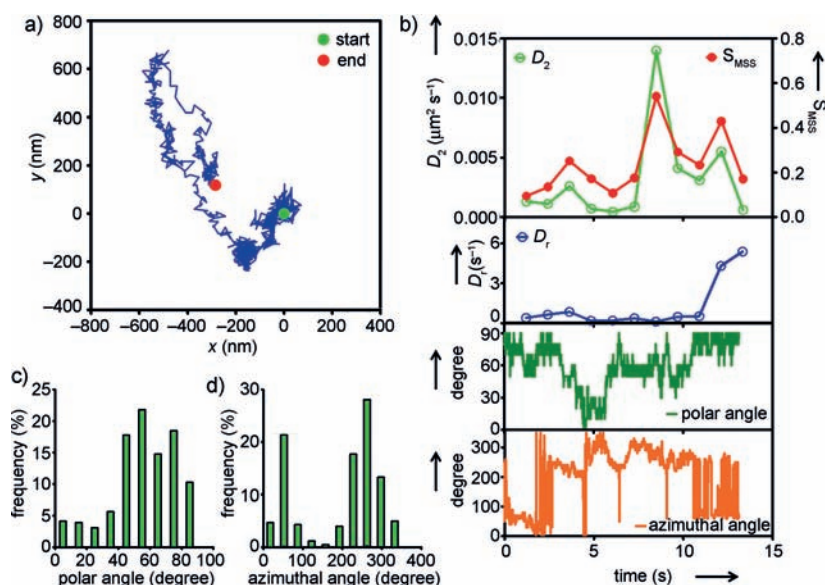 a)
800
600
400
200
0
−200
−400
y (nm)
−800 −600 −400 −200 0 200 400
x (nm)
start
end
b)
0.015
0.010
0.005
0.000
D2 (μm² s⁻¹)
D2
SMSS
0.8
0.6
0.4
0.2
0.0
SMSS
Dr
6
3
0
Dr(s⁻¹)
90
60
30
0
degree
polar angle
300
200
100
0
degree
azimuthal angle
0 5 10 15
time (s)
c)
25
20
15
10
5
0
frequency (%)
0 20 40 60 80 100
polar angle (degree)
d)
30
20
10
0
frequency (%)
0 100 200 300 400
azimuthal angle (degree)